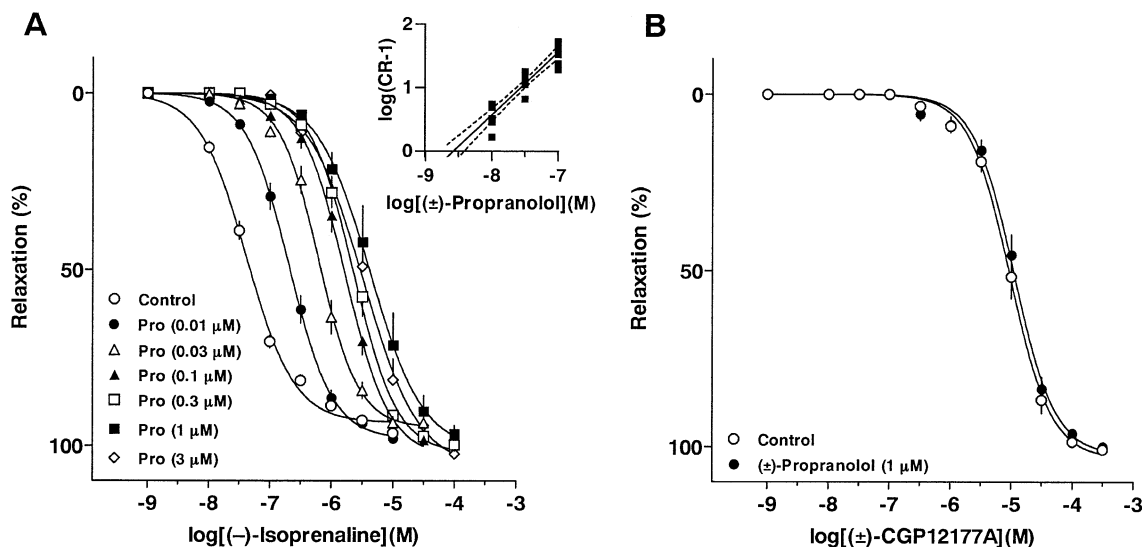 A
Relaxation (%)
0
50
100
-9 -8 -7 -6 -5 -4 -3
log[(–)-Isoprenaline](M)
Control
Pro (0.01 μM)
Pro (0.03 μM)
Pro (0.1 μM)
Pro (0.3 μM)
Pro (1 μM)
Pro (3 μM)
log(CR-1)
2
1
0
-9 -8 -7
log[(±)-Propranolol](M)
B
Relaxation (%)
0
50
100
-9 -8 -7 -6 -5 -4 -3
log[(±)-CGP12177A](M)
Control
(±)-Propranolol (1 μM)